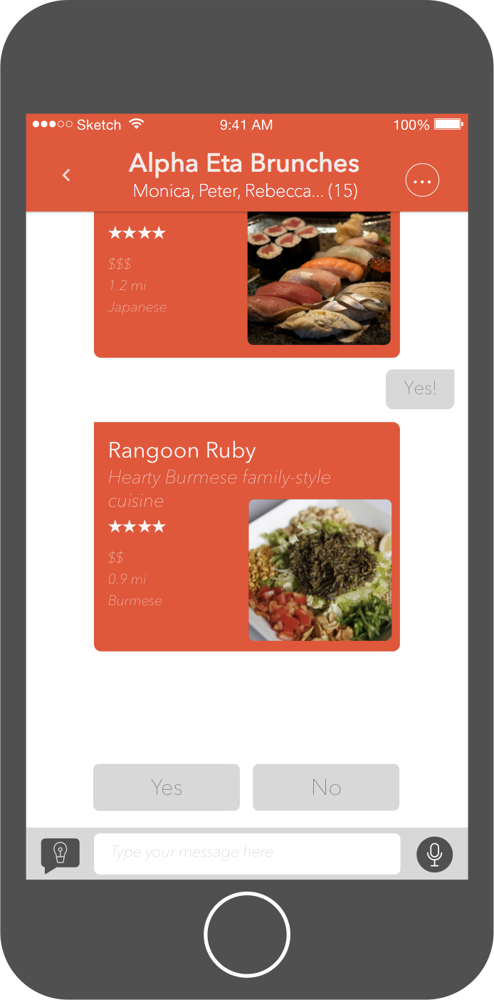 Sketch 9:41 AM 100%
Alpha Eta Brunches
Monica, Peter, Rebecca... (15)
★★★★
$$$
1.2 mi
Japanese
Yes!
Rangoon Ruby
Hearty Burmese family-style
cuisine
★★★★
$$
0.9 mi
Burmese
Yes No
Type your message here